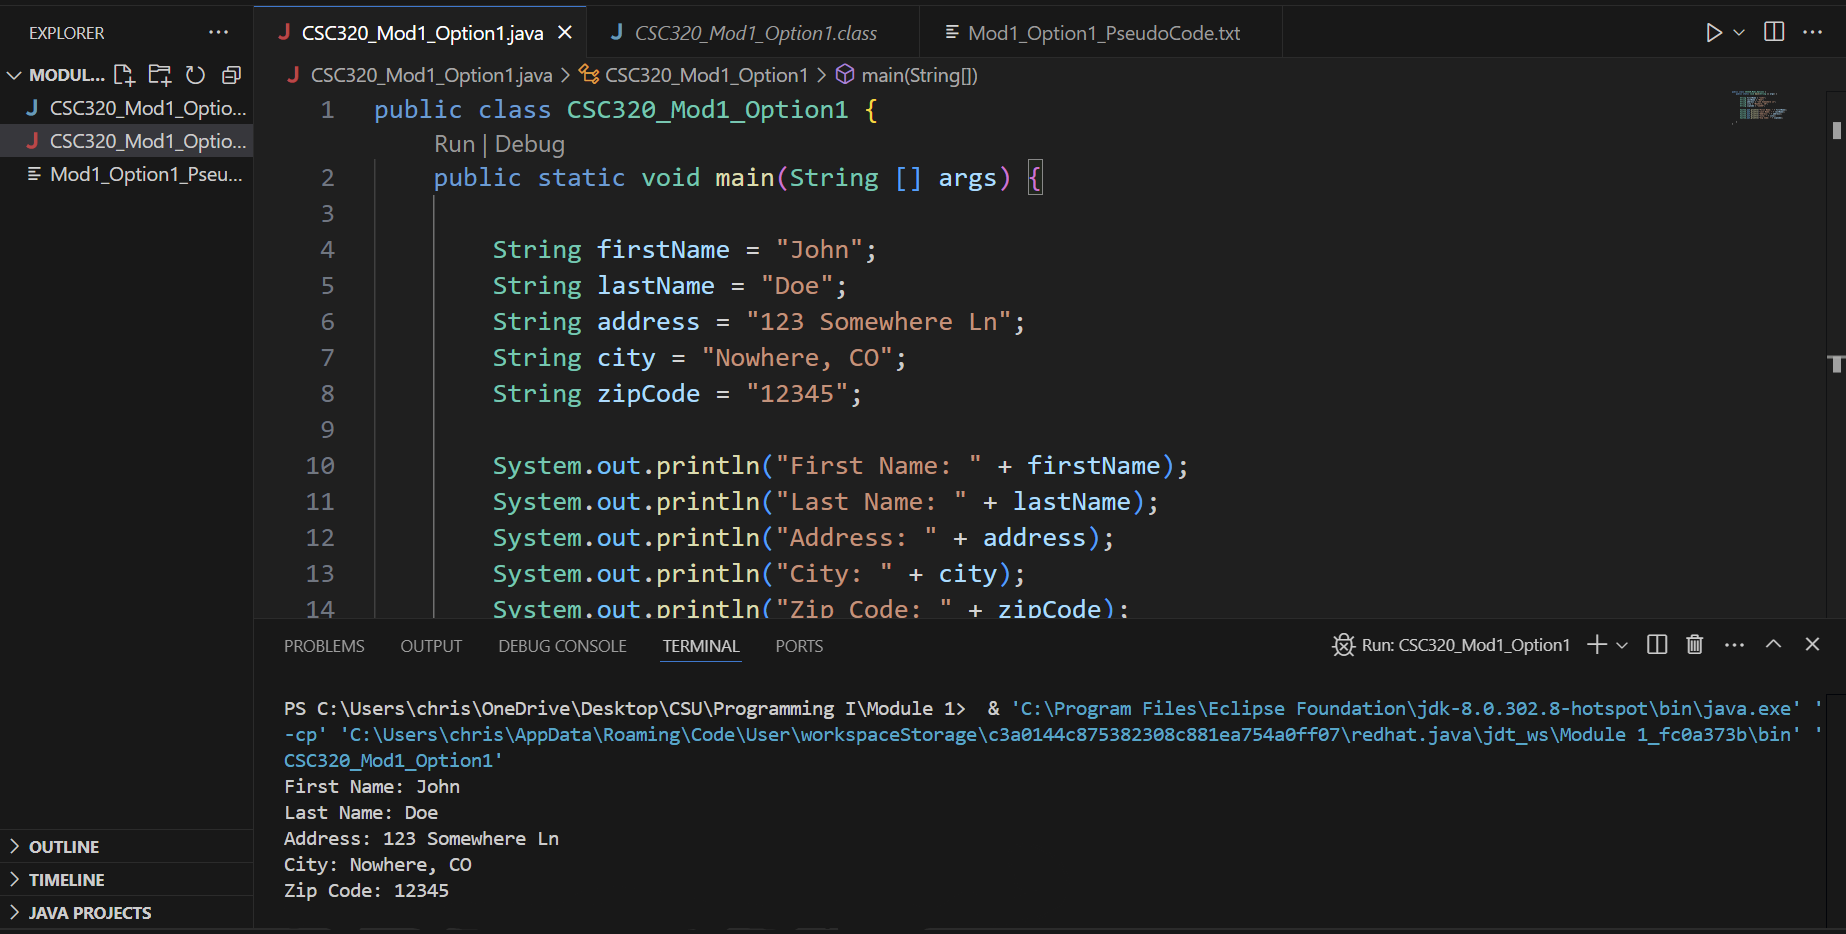 EXPLORER ...
MODUL...
CSC320_Mod1_Optio...
CSC320_Mod1_Optio...
Mod1_Option1_Pseu...
OUTLINE
TIMELINE
JAVA PROJECTS
CSC320_Mod1_Option1.java CSC320_Mod1_Option1.class Mod1_Option1_PseudoCode.txt
CSC320_Mod1_Option1.java > CSC320_Mod1_Option1 > main(String[])
1 public class CSC320_Mod1_Option1 {
Run | Debug
2 public static void main(String [] args) {
3
4 String firstName = "John";
5 String lastName = "Doe";
6 String address = "123 Somewhere Ln";
7 String city = "Nowhere, CO";
8 String zipCode = "12345";
9
10 System.out.println("First Name: " + firstName);
11 System.out.println("Last Name: " + lastName);
12 System.out.println("Address: " + address);
13 System.out.println("City: " + city);
14 System.out.println("Zip Code: " + zipCode);
PROBLEMS OUTPUT DEBUG CONSOLE TERMINAL PORTS Run: CSC320_Mod1_Option1
PS C:\Users\chris\OneDrive\Desktop\CSU\Programming I\Module 1>  & 'C:\Program Files\Eclipse Foundation\jdk-8.0.302.8-hotspot\bin\java.exe' '
-cp' 'C:\Users\chris\AppData\Roaming\Code\User\workspaceStorage\c3a0144c875382308c881ea754a0ff07\redhat.java\jdt_ws\Module 1_fc0a373b\bin' '
CSC320_Mod1_Option1'
First Name: John
Last Name: Doe
Address: 123 Somewhere Ln
City: Nowhere, CO
Zip Code: 12345